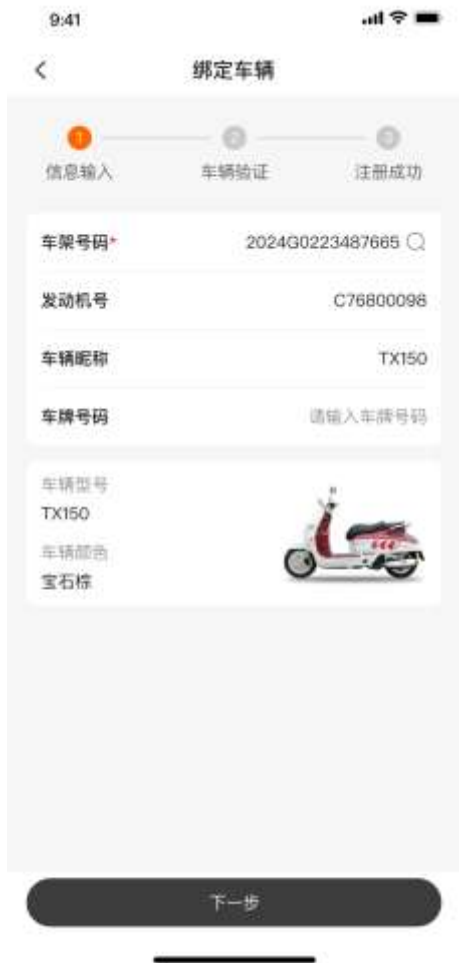 9:41
绑定车辆
1 2 3
信息输入 车辆验证 注册成功
车架号码* 2024G0223487665
发动机号 C76800098
车辆昵称 TX150
车牌号码 请输入车牌号码
车辆型号
TX150
车辆颜色
宝石棕
下一步